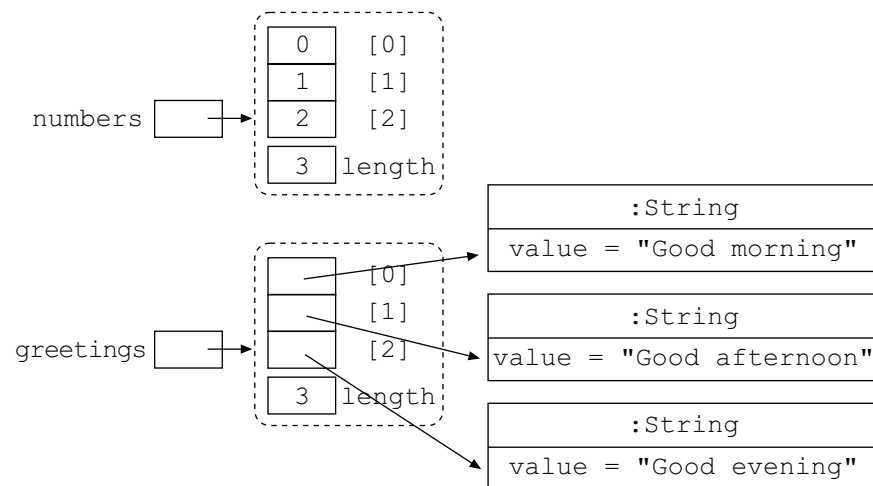 0 [0]
1 [1]
numbers 2 [2]
3 length
:String
value = "Good morning"
[0]
[1]
:String
greetings [2]
value = "Good afternoon"
3 length
:String
value = "Good evening"